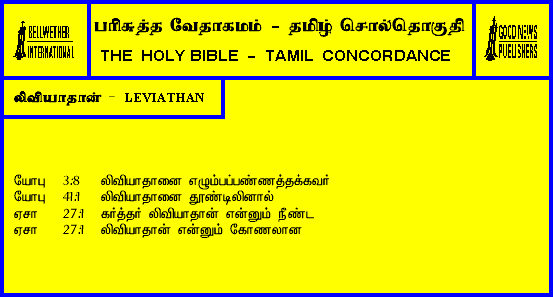 BELLWETHER
INTERNATIONAL
பரிசுத்த வேதாகமம் - தமிழ் சொல்தொகுதி
THE HOLY BIBLE - TAMIL CONCORDANCE
GOOD NEWS
PUBLISHERS
லிவியாதான் - LEVIATHAN
யோபு 3:8 லிவியாதானை எழும்பப்பண்ணத்தக்கவர்
யோபு 41:1 லிவியாதானை தூண்டிலினால்
ஏசா 27:1 கர்த்தர் லிவியாதான் என்னும் நீண்ட
ஏசா 27:1 லிவியாதான் என்னும் கோணலான